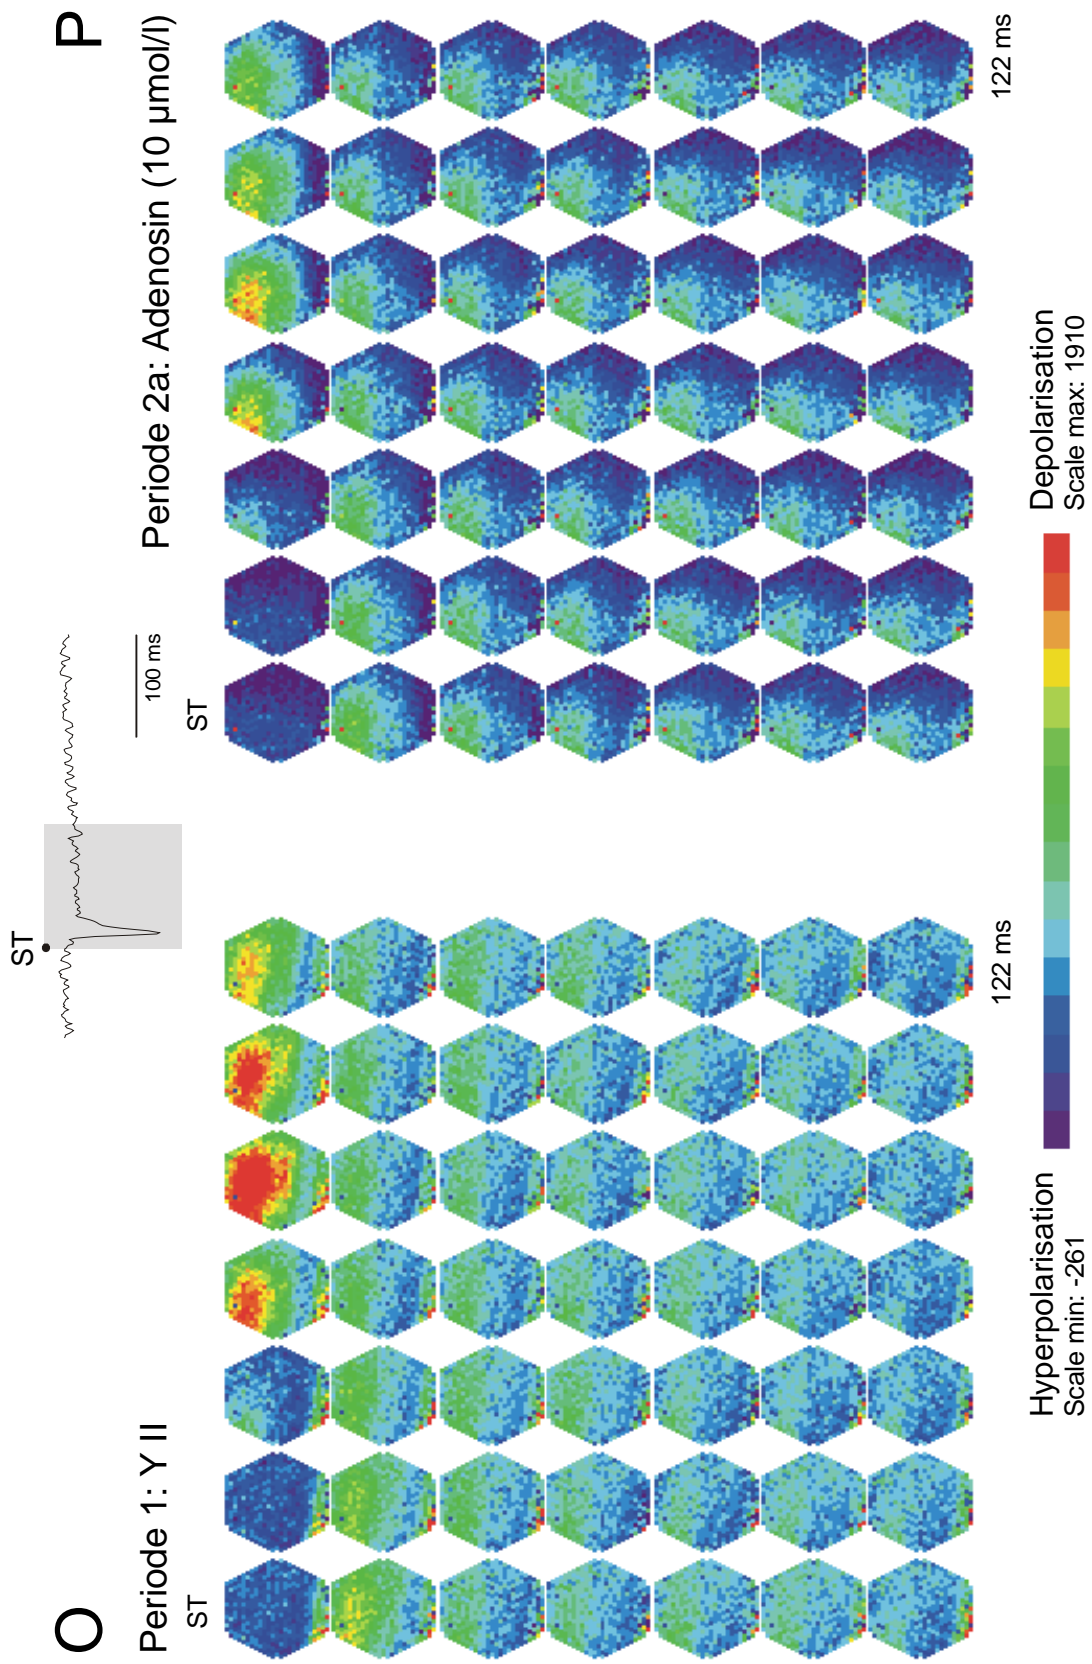 O
Periode 1: Y II
ST
122 ms
ST
100 ms
P
Periode 2a: Adenosin (10 µmol/l)
ST
122 ms
Hyperpolarisation
Scale min: -261
Depolarisation
Scale max: 1910